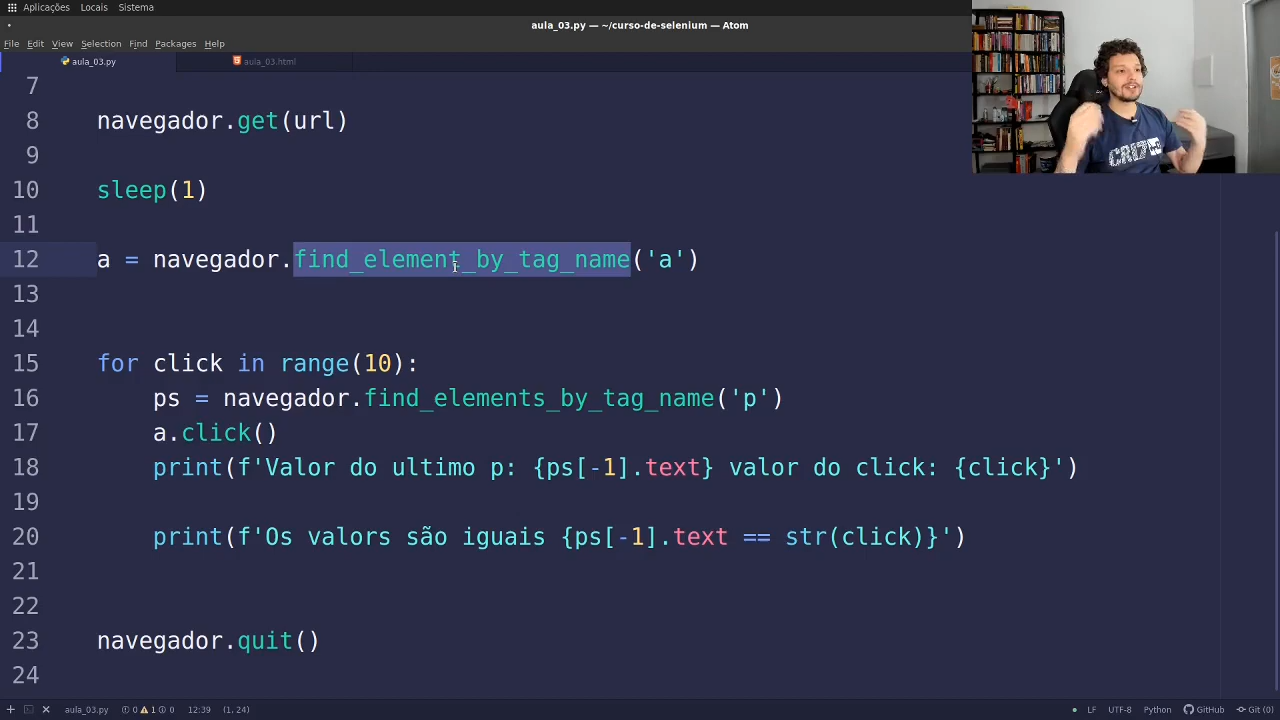 Aplicações Locais Sistema
aula_03.py — ~/curso-de-selenium — Atom
File Edit View Selection Find Packages Help
aula_03.py aula_03.html
7
8 navegador.get(url)
9
10 sleep(1)
11
12 a = navegador.find_element_by_tag_name('a')
13
14
15 for click in range(10):
16 ps = navegador.find_elements_by_tag_name('p')
17 a.click()
18 print(f'Valor do ultimo p: {ps[-1].text} valor do click: {click}')
19
20 print(f'Os valors são iguais {ps[-1].text == str(click)}')
21
22
23 navegador.quit()
24
aula_03.py 0 1 0 12:39 (1, 24) LF UTF-8 Python GitHub Git (0)